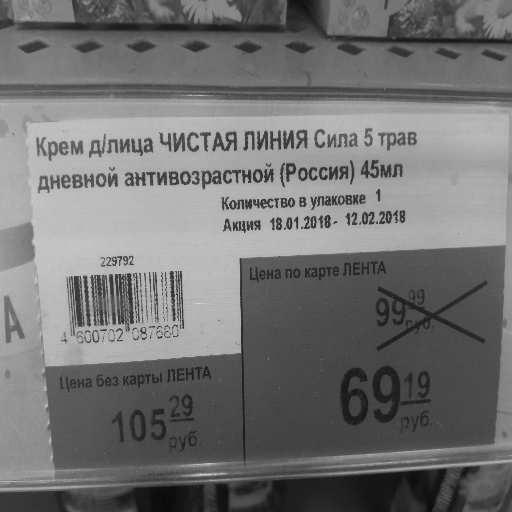 Крем д/лица ЧИСТАЯ ЛИНИЯ Сила 5 трав
дневной антивозрастной (Россия) 45мл
Количество в упаковке 1
Акция 18.01.2018 - 12.02.2018
229792
4 600702 087680
Цена по карте ЛЕНТА
99 99
руб.
69 19
руб.
Цена без карты ЛЕНТА
105 29
руб.
А